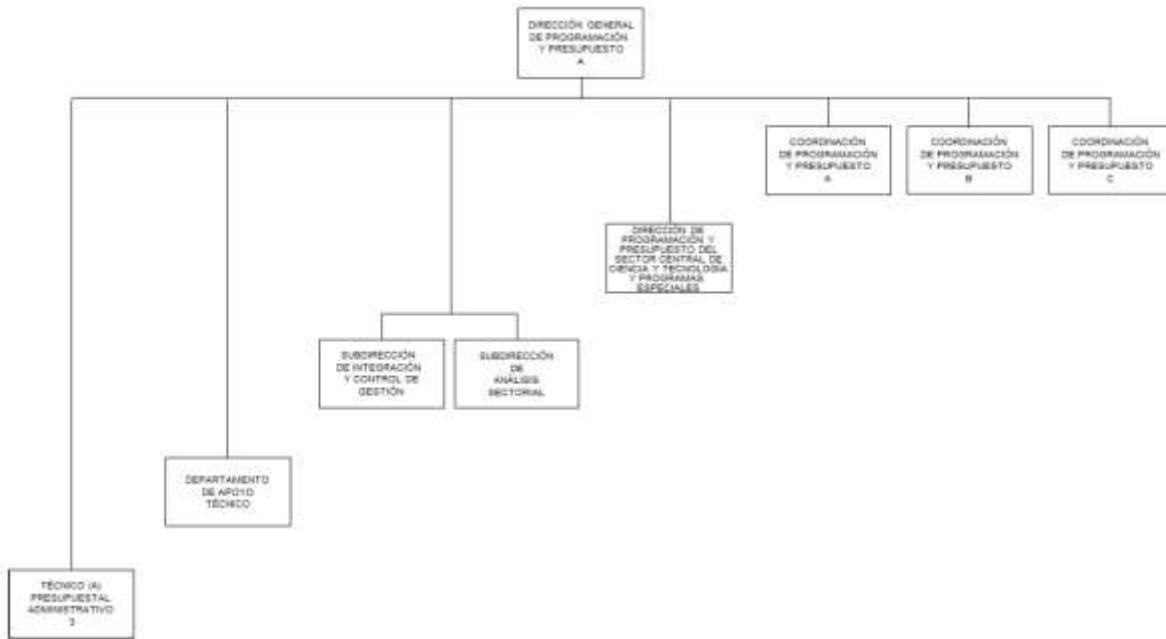 DIRECCIÓN GENERAL
DE PROGRAMACIÓN
Y PRESUPUESTO
A
COORDINACIÓN
DE PROGRAMACIÓN
Y PRESUPUESTO
A
COORDINACIÓN
DE PROGRAMACIÓN
Y PRESUPUESTO
B
COORDINACIÓN
DE PROGRAMACIÓN
Y PRESUPUESTO
C
DIRECCIÓN DE
PROGRAMACIÓN Y
PRESUPUESTO DEL
SECTOR CENTRAL DE
CIENCIA Y TECNOLOGIA
Y PROGRAMAS
ESPECIALES
SUBDIRECCIÓN
DE INTEGRACIÓN
Y CONTROL DE
GESTIÓN
SUBDIRECCIÓN
DE
ANÁLISIS
SECTORIAL
DEPARTAMENTO
DE APOYO
TÉCNICO
TÉCNICO (A)
PRESUPUESTAL
ADMINISTRATIVO
3